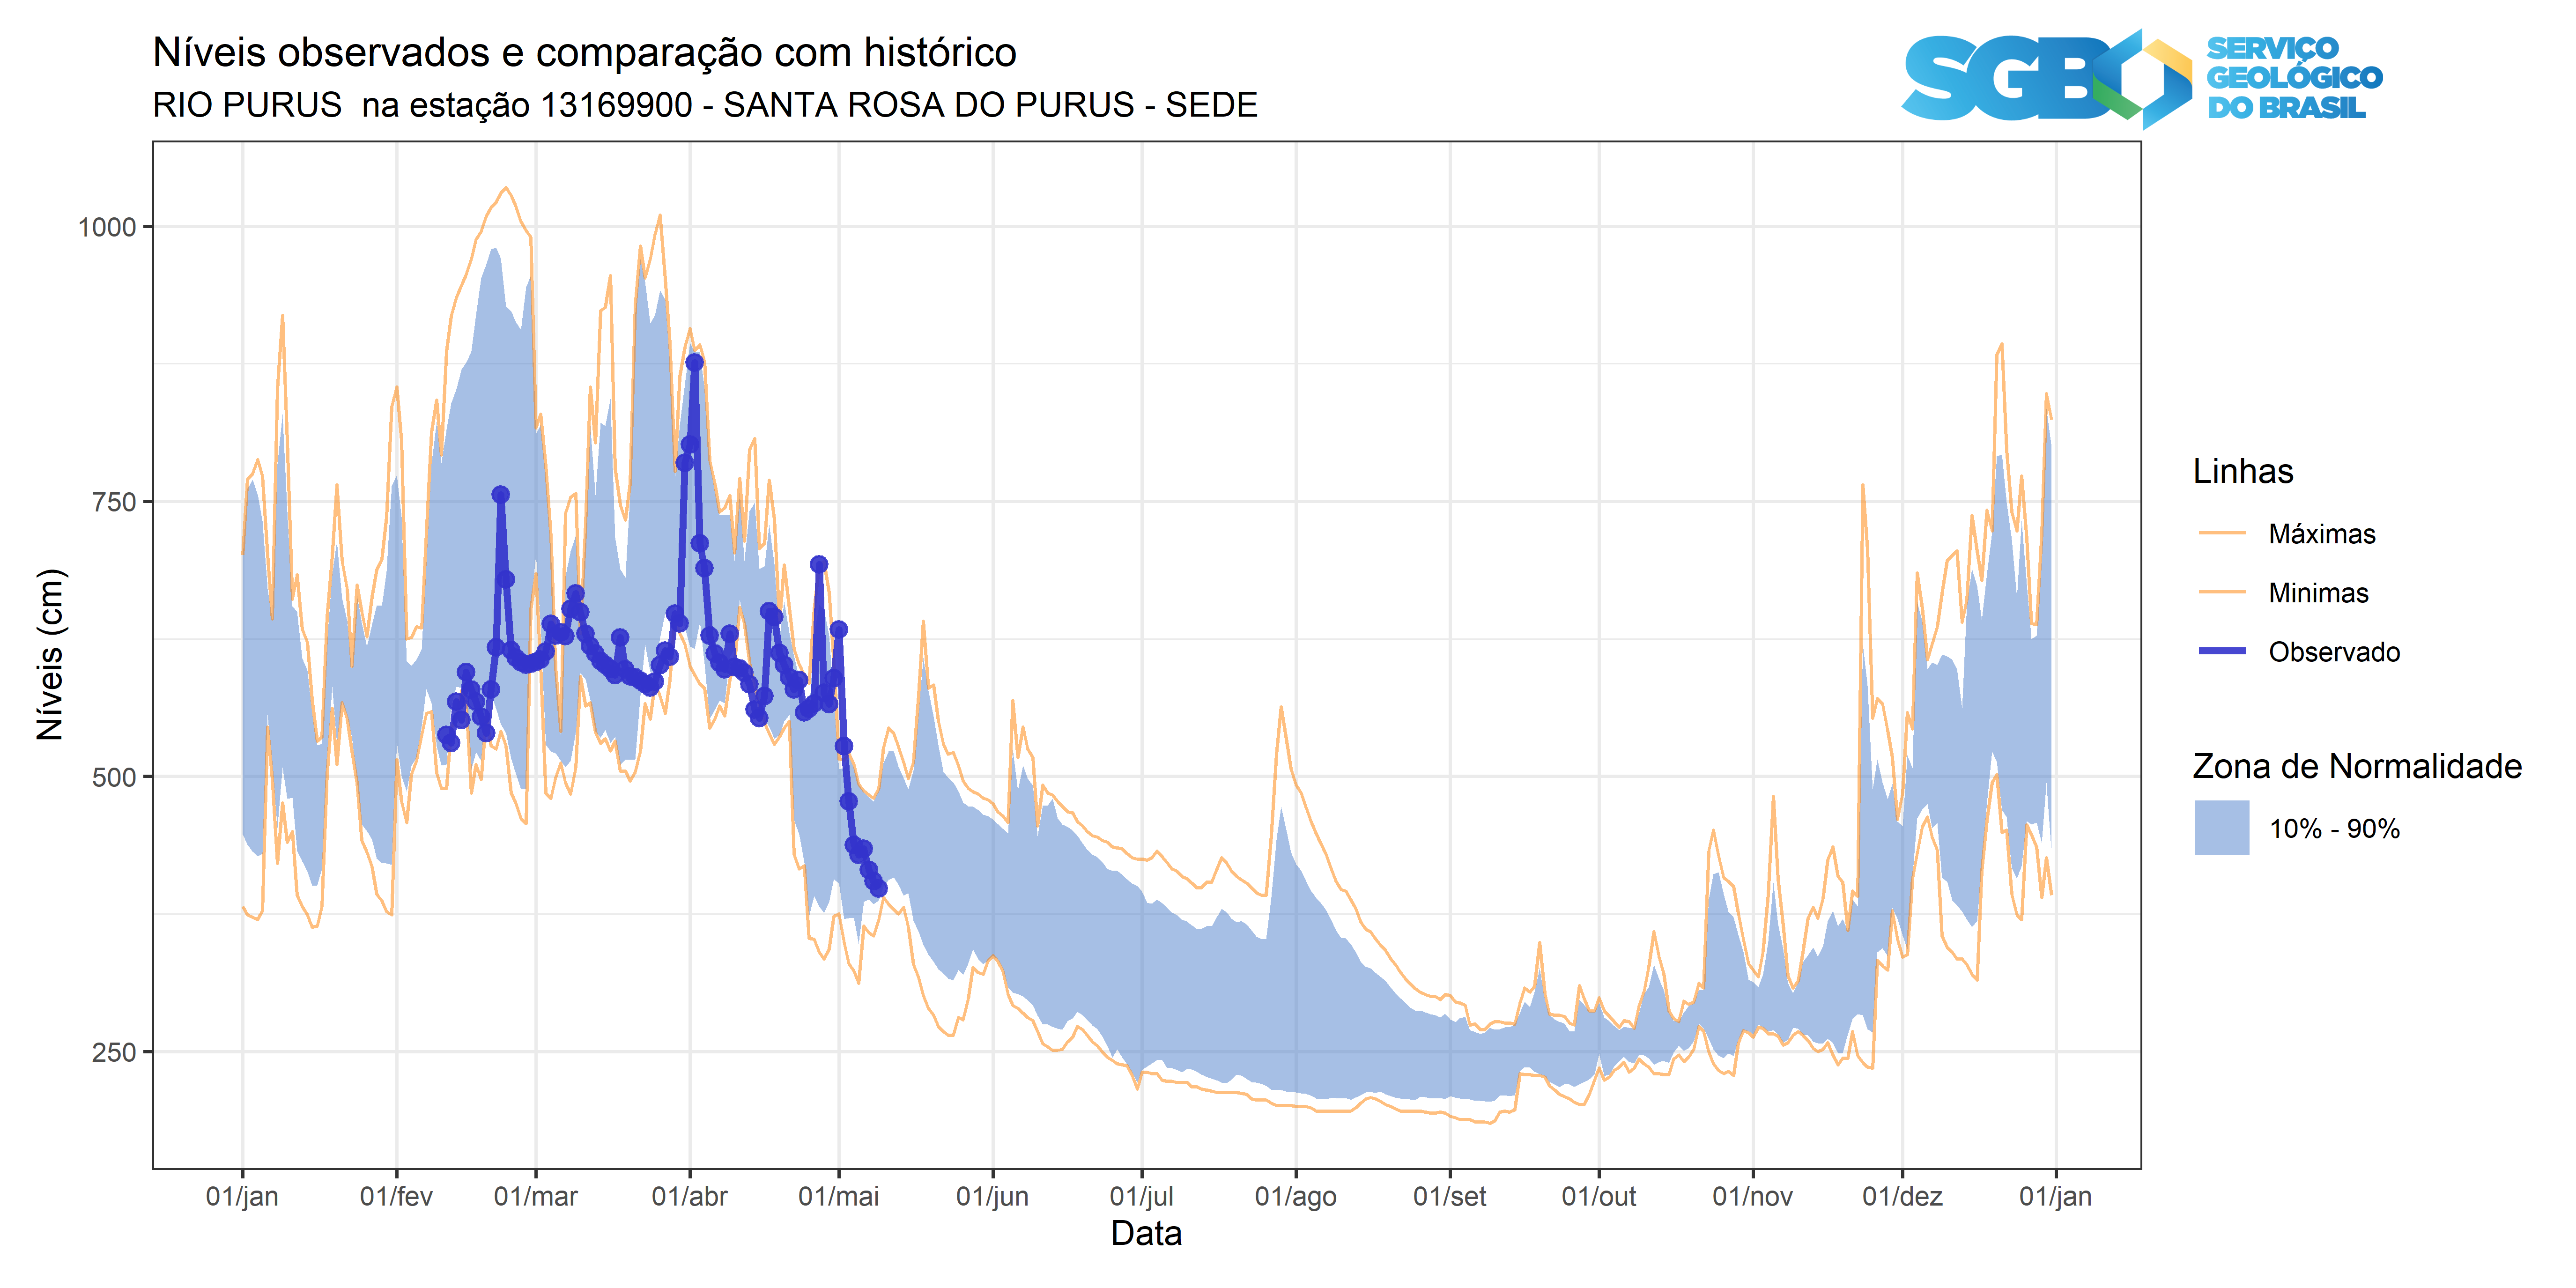 Níveis observados e comparação com histórico
RIO PURUS  na estação 13169900 - SANTA ROSA DO PURUS - SEDE
SGB
SERVIÇO
GEOLÓGICO
DO BRASIL
Níveis (cm)
1000
750
500
250
01/jan
01/fev
01/mar
01/abr
01/mai
01/jun
01/jul
01/ago
01/set
01/out
01/nov
01/dez
01/jan
Data
Linhas
Máximas
Minimas
Observado
Zona de Normalidade
10% - 90%